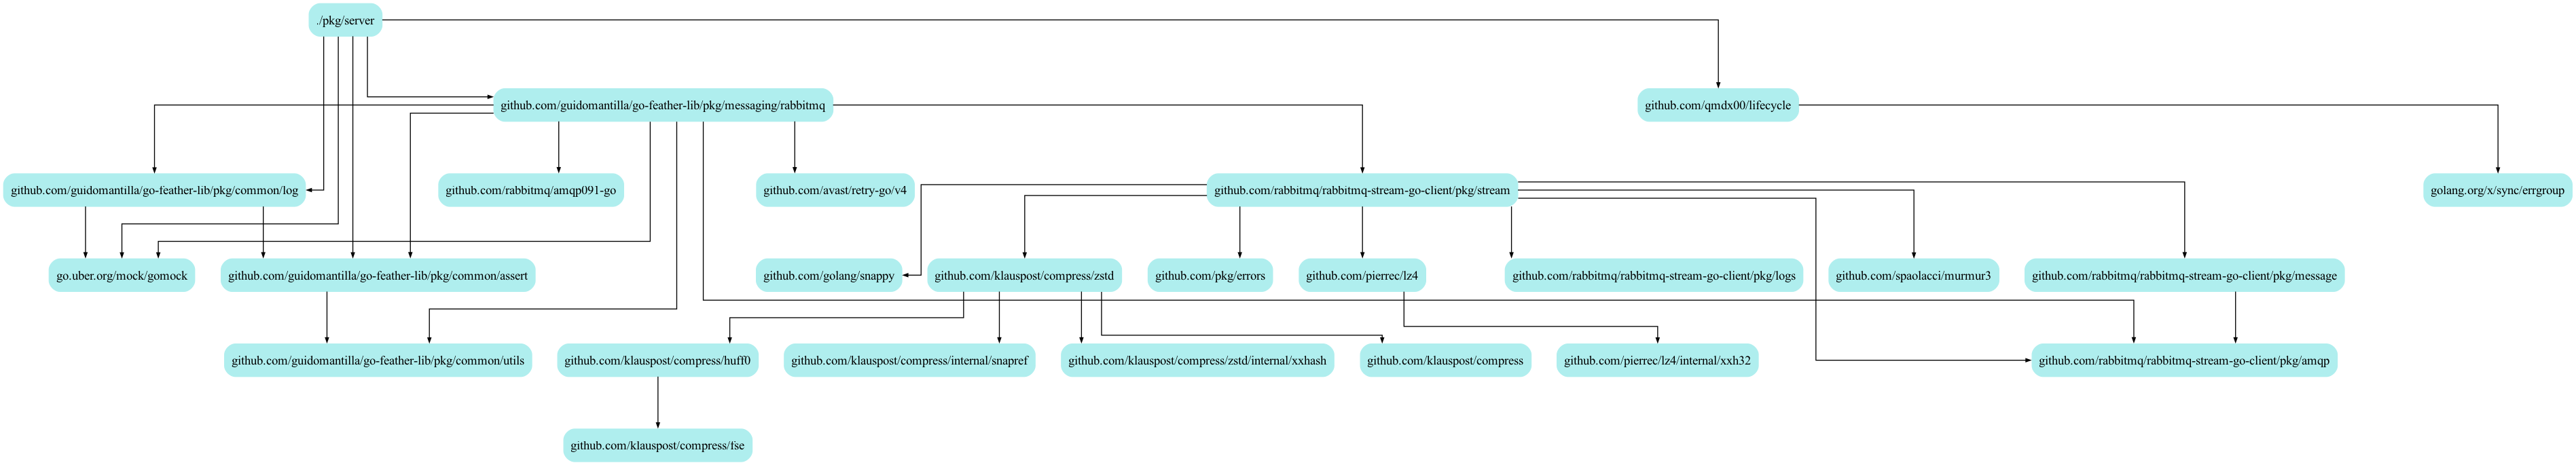 ./pkg/server
github.com/guidomantilla/go-feather-lib/pkg/messaging/rabbitmq
github.com/qmdx00/lifecycle
github.com/guidomantilla/go-feather-lib/pkg/common/log
github.com/rabbitmq/amqp091-go
github.com/avast/retry-go/v4
github.com/rabbitmq/rabbitmq-stream-go-client/pkg/stream
golang.org/x/sync/errgroup
go.uber.org/mock/gomock
github.com/guidomantilla/go-feather-lib/pkg/common/assert
github.com/golang/snappy
github.com/klauspost/compress/zstd
github.com/pkg/errors
github.com/pierrec/lz4
github.com/rabbitmq/rabbitmq-stream-go-client/pkg/logs
github.com/spaolacci/murmur3
github.com/rabbitmq/rabbitmq-stream-go-client/pkg/message
github.com/guidomantilla/go-feather-lib/pkg/common/utils
github.com/klauspost/compress/huff0
github.com/klauspost/compress/internal/snapref
github.com/klauspost/compress/zstd/internal/xxhash
github.com/klauspost/compress
github.com/pierrec/lz4/internal/xxh32
github.com/rabbitmq/rabbitmq-stream-go-client/pkg/amqp
github.com/klauspost/compress/fse